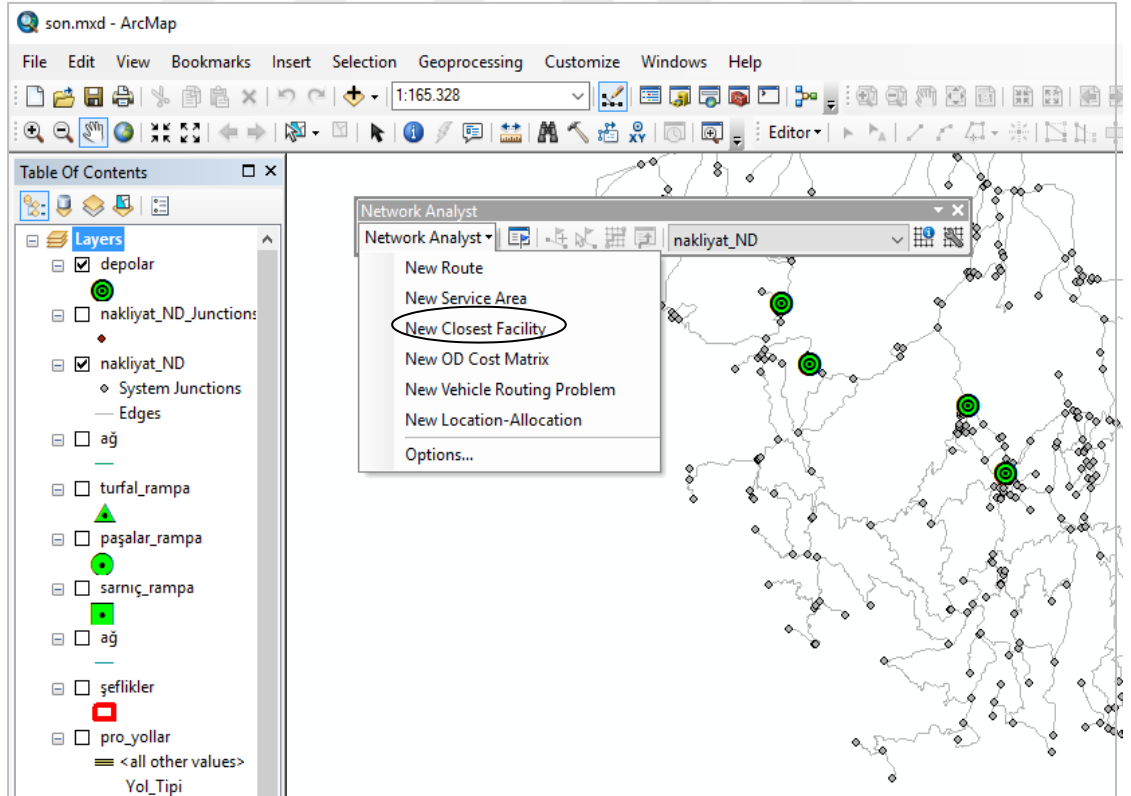 son.mxd - ArcMap
File Edit View Bookmarks Insert Selection Geoprocessing Customize Windows Help
1:165.328
XY
Editor
Table Of Contents
Network Analyst
Network Analyst nakliyat_ND
Layers
depolar
nakliyat_ND_Junctions
nakliyat_ND
System Junctions
Edges
ağ
turfal_rampa
paşalar_rampa
sarnıç_rampa
ağ
şeflikler
pro_yollar
<all other values>
Yol_Tipi
New Route
New Service Area
New Closest Facility
New OD Cost Matrix
New Vehicle Routing Problem
New Location-Allocation
Options...